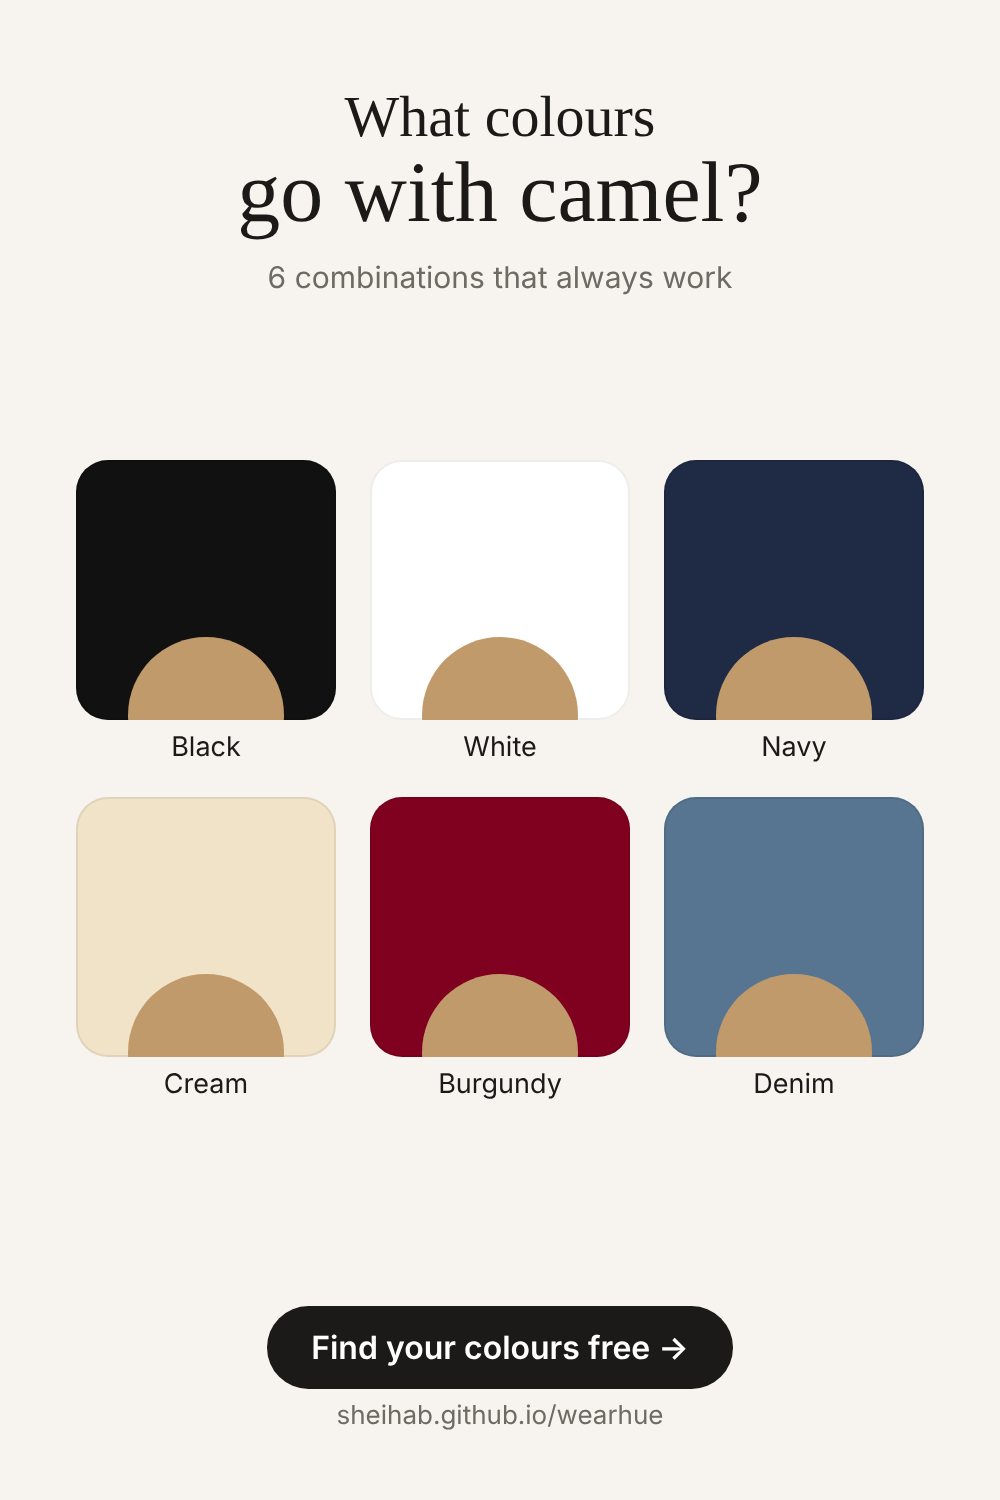 What colours
go with camel?
6 combinations that always work
Black
White
Navy
Cream
Burgundy
Denim
Find your colours free →
sheihab.github.io/wearhue